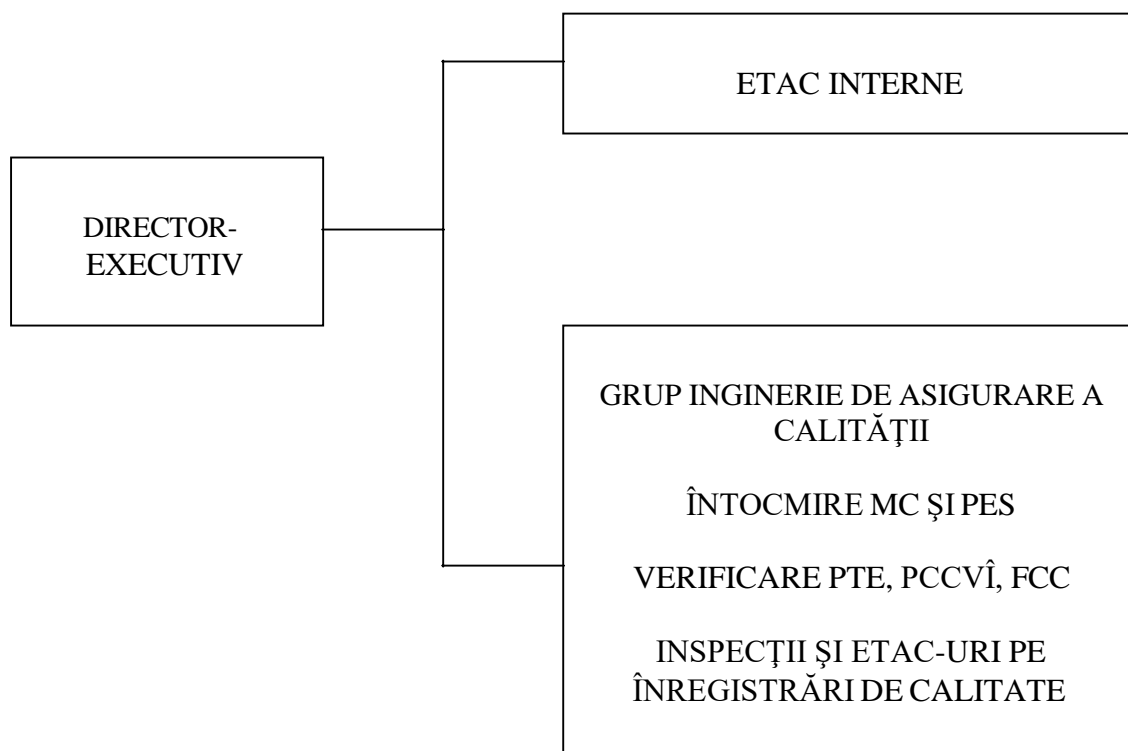 ETAC INTERNE
DIRECTOR-
EXECUTIV
GRUP INGINERIE DE ASIGURARE A
CALITĂŢII
ÎNTOCMIRE MC ŞI PES
VERIFICARE PTE, PCCVÎ, FCC
INSPECŢII ŞI ETAC-URI PE
ÎNREGISTRĂRI DE CALITATE